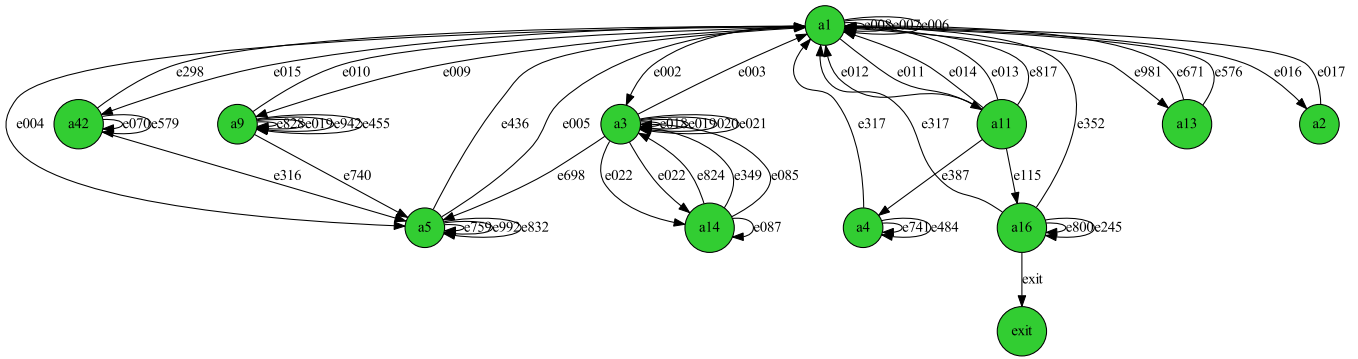 a1
e008 e007 e006
e298 e015 e010 e009 e002 e003 e012 e011 e014 e013 e817 e981 e671 e576 e016 e017
e004 a42 e070 e579 a9 e828 e019 e942 e455 e436 e005 a3 e018 e019 020 e021 e317 e317 a11 e352 a13 a2
e316 e740 e698 e022 e022 e824 e349 e085 e387 e115
a5 e759 e992 e832 a14 e087 a4 e741 e484 a16 e800 e245
exit
exit